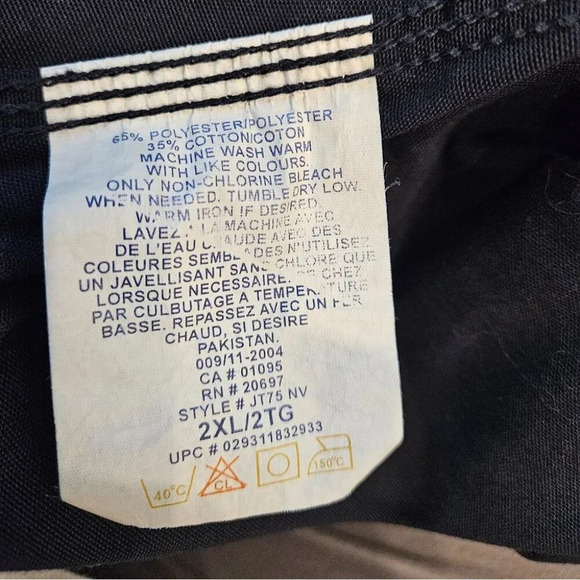 65% POLYESTER/POLYESTER
35% COTTON/COTON
MACHINE WASH WARM
WITH LIKE COLOURS.
ONLY NON-CHLORINE BLEACH
WHEN NEEDED. TUMBLE DRY LOW.
WARM IRON IF DESIRED.
LAVEZ A LA MACHINE AVEC
DE L'EAU CHAUDE AVEC DES
COLEURES SEMBLADES N'UTILISEZ
UN JAVELLISANT SANS CHLORE QUE
LORSQUE NECESSAIRE. CHEZ
PAR CULBUTAGE A TEMPERATURE
BASSE. REPASSEZ AVEC UN FER
CHAUD, SI DESIRE
PAKISTAN.
009/11-2004
CA # 01095
RN # 20697
STYLE # JT75 NV
2XL/2TG
UPC # 029311832933
40°C CL 150°C